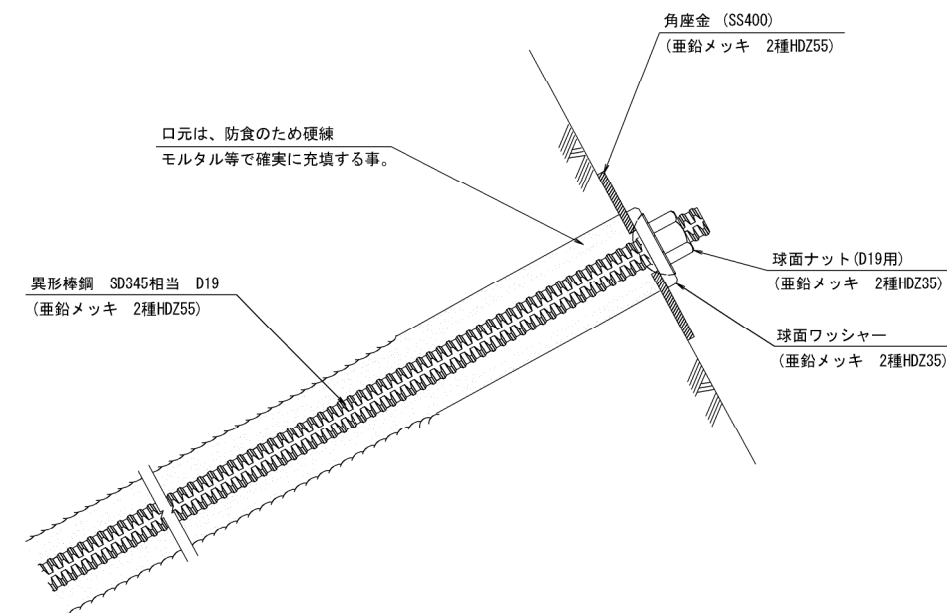 角座金 (SS400)
(亜鉛メッキ 2種HDZ55)
口元は、防食のため硬練
モルタル等で確実に充填する事。
異形棒鋼 SD345相当 D19
(亜鉛メッキ 2種HDZ55)
球面ナット(D19用)
(亜鉛メッキ 2種HDZ35)
球面ワッシャー
(亜鉛メッキ 2種HDZ35)